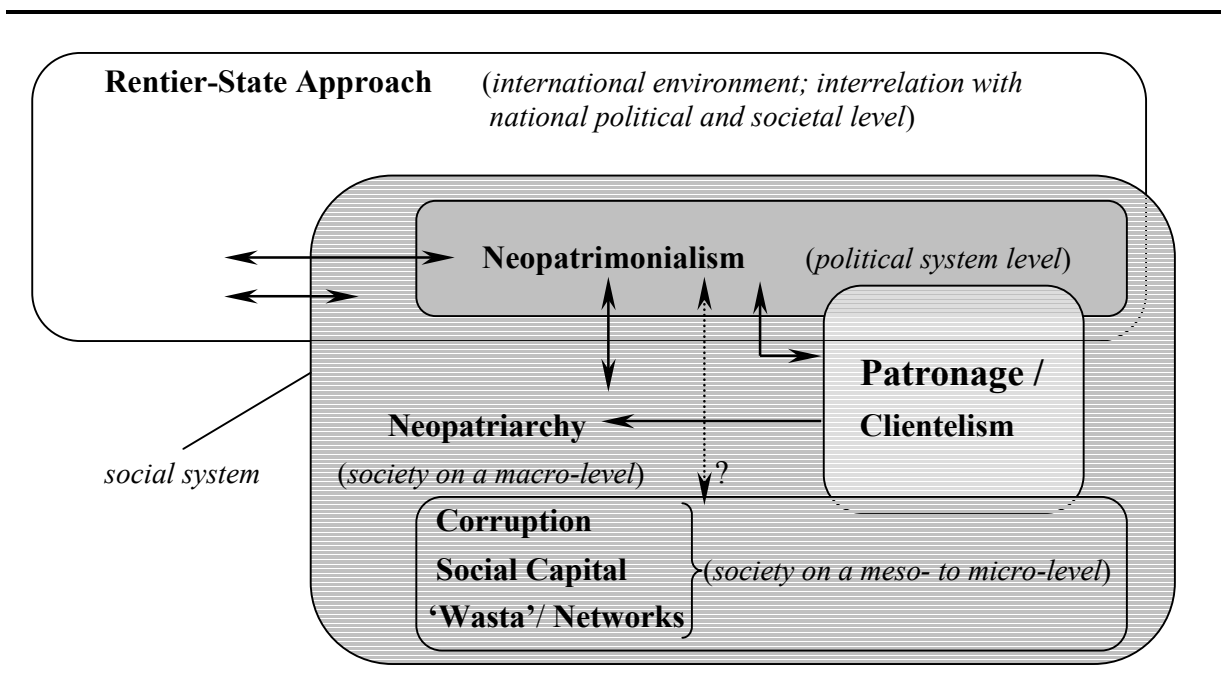 Rentier-State Approach (international environment; interrelation with
national political and societal level)
Neopatrimonialism (political system level)
Patronage /
Neopatriarchy Clientelism
social system (society on a macro-level) ?
Corruption
Social Capital (society on a meso- to micro-level)
‘Wasta’/ Networks